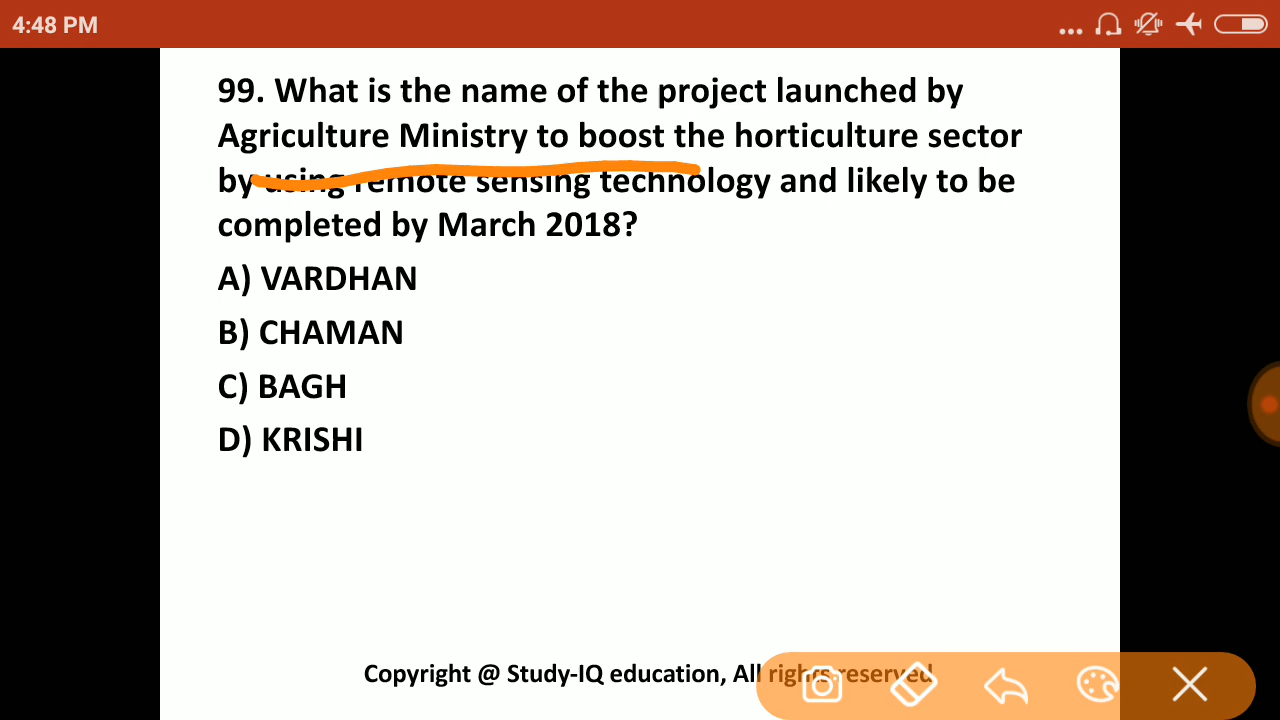 4:48 PM
99. What is the name of the project launched by
Agriculture Ministry to boost the horticulture sector
by using remote sensing technology and likely to be
completed by March 2018?
A) VARDHAN
B) CHAMAN
C) BAGH
D) KRISHI
Copyright @ Study-IQ education, All rights reserved